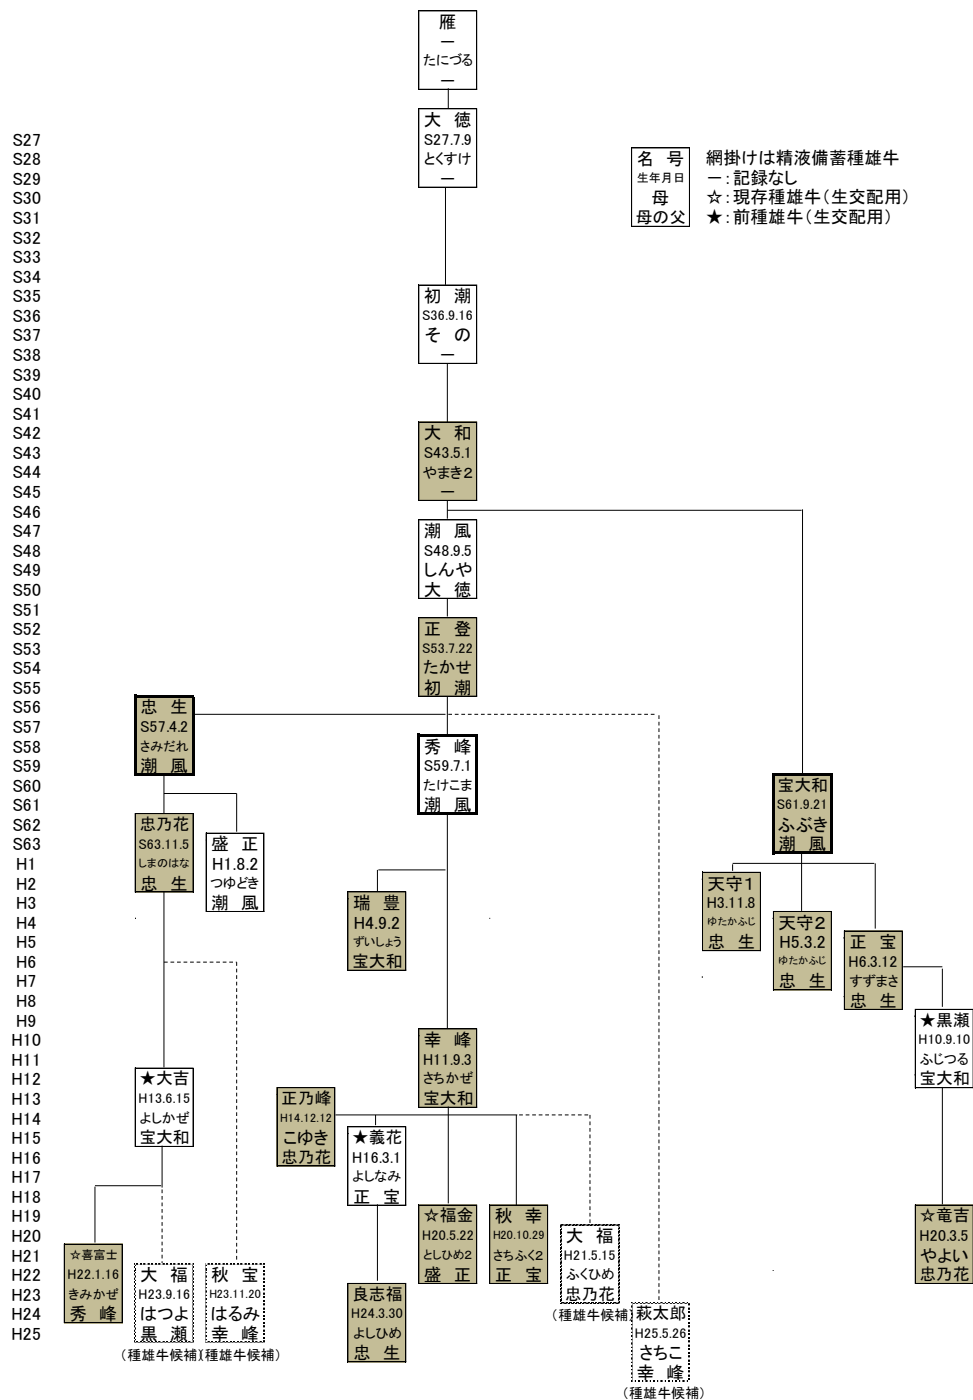 雁
ー
たにづる
ー
大 徳
S27.7.9
とくすけ
ー
名 号
生年月日
母
母の父
網掛けは精液備蓄種雄牛
ー:記録なし
☆:現存種雄牛(生交配用)
★:前種雄牛(生交配用)
S27
S28
S29
S30
S31
S32
S33
S34
S35
S36
S37
S38
S39
S40
S41
S42
S43
S44
S45
S46
S47
S48
S49
S50
S51
S52
S53
S54
S55
S56
S57
S58
S59
S60
S61
S62
S63
H1
H2
H3
H4
H5
H6
H7
H8
H9
H10
H11
H12
H13
H14
H15
H16
H17
H18
H19
H20
H21
H22
H23
H24
H25
初 潮
S36.9.16
そ の
ー
大 和
S43.5.1
やまき2
ー
潮 風
S48.9.5
しんや
大 徳
正 登
S53.7.22
たかせ
初 潮
忠 生
S57.4.2
さみだれ
潮 風
秀 峰
S59.7.1
たけこま
潮 風
宝大和
S61.9.21
ふぶき
潮 風
忠乃花
S63.11.5
しまのはな
忠 生
盛 正
H1.8.2
つゆどき
潮 風
瑞 豊
H4.9.2
ずいしょう
宝大和
天守1
H3.11.8
ゆたかふじ
忠 生
天守2
H5.3.2
ゆたかふじ
忠 生
正 宝
H6.3.12
すずまさ
忠 生
★黒瀬
H10.9.10
ふじつる
宝大和
幸 峰
H11.9.3
さちかぜ
宝大和
★大吉
H13.6.15
よしかぜ
宝大和
正乃峰
H14.12.12
こゆき
忠乃花
★義花
H16.3.1
よしなみ
正 宝
☆福金
H20.5.22
としひめ2
盛 正
秋 幸
H20.10.29
さちふく2
正 宝
大 福
H21.5.15
ふくひめ
忠乃花
(種雄牛候補)
☆竜吉
H20.3.5
やよい
忠乃花
☆喜富士
H22.1.16
きみかぜ
秀 峰
大 福
H23.9.16
はつよ
黒 瀬
(種雄牛候補)
秋 宝
H23.11.20
はるみ
幸 峰
(種雄牛候補)
良志福
H24.3.30
よしひめ
忠 生
萩太郎
H25.5.26
さちこ
幸 峰
(種雄牛候補)